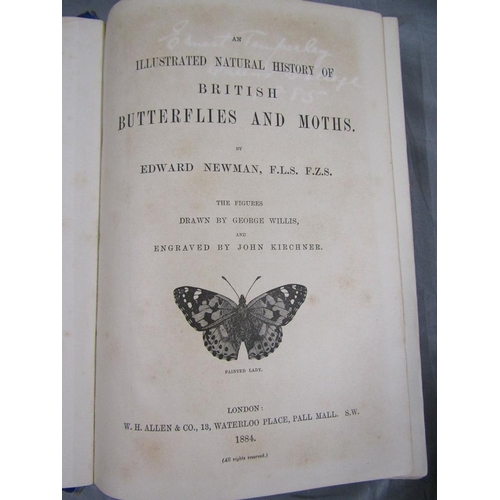 AN
Ernest
ILLUSTRATED NATURAL HISTORY OF
BRITISH
BUTTERFLIES AND MOTHS.
BY
EDWARD NEWMAN, F.L.S. F.Z.S.
THE FIGURES
DRAWN BY GEORGE WILLIS,
AND
ENGRAVED BY JOHN KIRCHNER.
PAINTED LADY.
LONDON:
W. H. ALLEN & CO., 13, WATERLOO PLACE, PALL MALL. S.W.
1884.
(All rights reserved.)